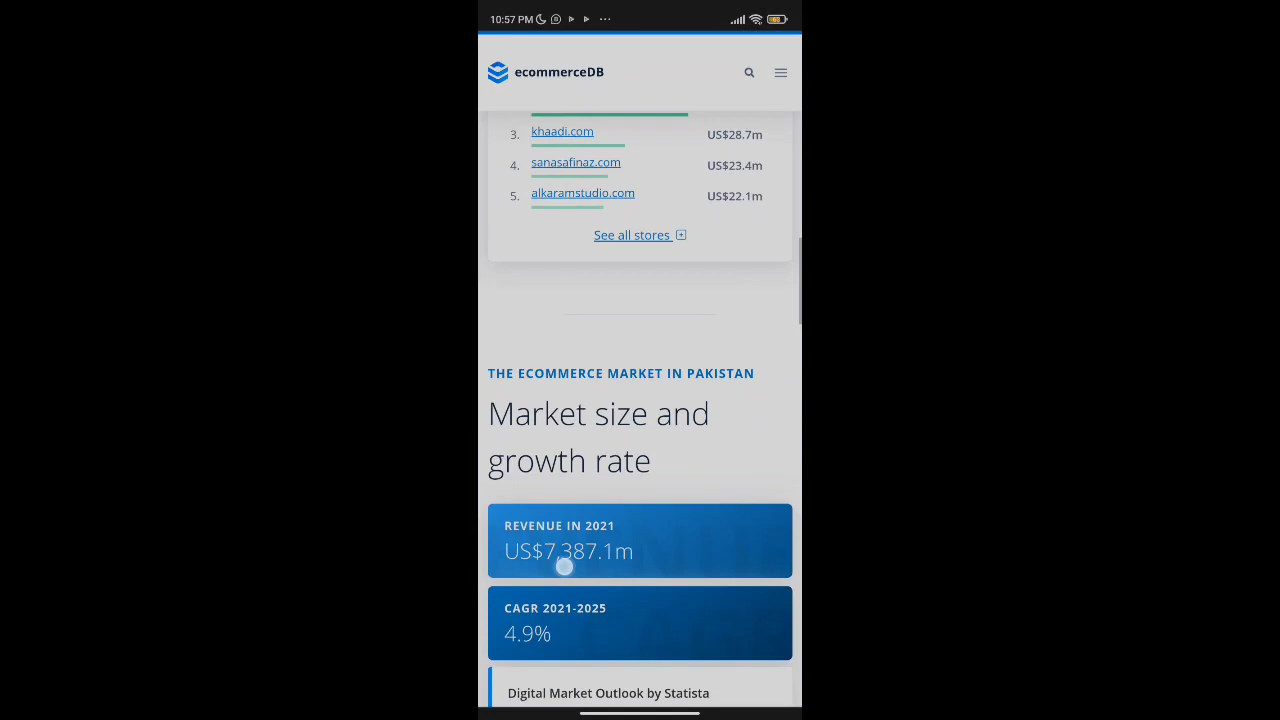 10:57 PM
68
ecommerceDB
3. khaadi.com US$28.7m
4. sanasafinaz.com US$23.4m
5. alkaramstudio.com US$22.1m
See all stores
THE ECOMMERCE MARKET IN PAKISTAN
Market size and
growth rate
REVENUE IN 2021
US$7,387.1m
CAGR 2021-2025
4.9%
Digital Market Outlook by Statista